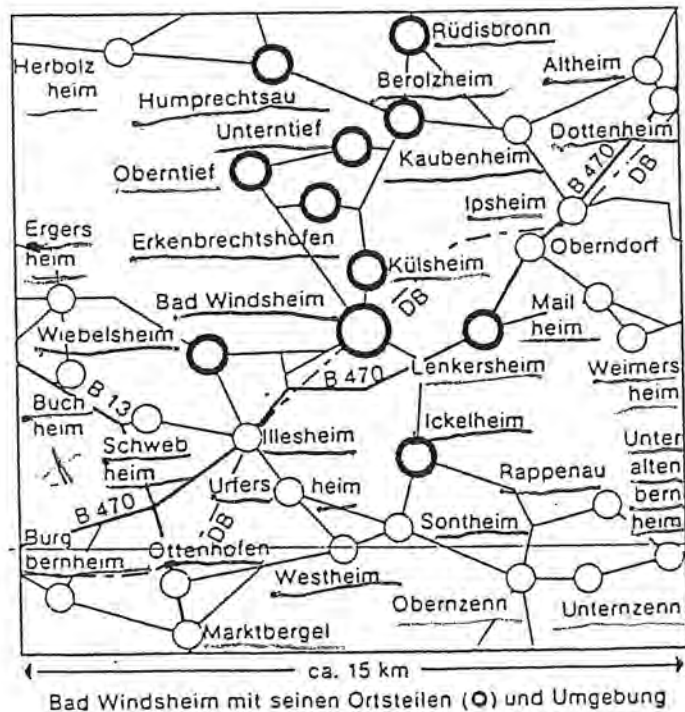 Rüdisbronn
Herbolz
heim
Berolzheim
Altheim
Humprechtsau
Unterntief
Dottenheim
Kaubenheim
Oberntief
B 470
DB
Ipsheim
Ergers
heim
Erkenbrechtshofen
Oberndorf
Külsheim
Bad Windsheim
DB
Mail
heim
Wiebelsheim
Lenkersheim
Weimers
heim
B 470
B 13
Buch
heim
Ickelheim
Schweb
heim
Illesheim
Unter
alten
bern
heim
Rappenau
Urfers
heim
B 470
DB
Sontheim
Burg
bernheim
Ottenhofen
Westheim
Obernzenn
Unternzenn
Marktbergel
ca. 15 km
Bad Windsheim mit seinen Ortsteilen (O) und Umgebung